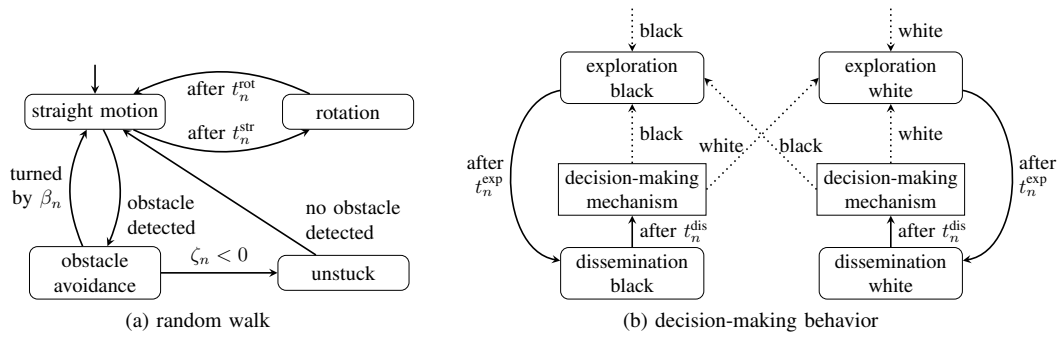 straight motion
after t_n^rot
rotation
after t_n^str
turned
by β_n
obstacle
detected
no obstacle
detected
obstacle
avoidance
ζ_n < 0
unstuck
(a) random walk
black
white
exploration
black
exploration
white
black
white
black
white
after
t_n^exp
after
t_n^exp
decision-making
mechanism
decision-making
mechanism
after t_n^dis
after t_n^dis
dissemination
black
dissemination
white
(b) decision-making behavior